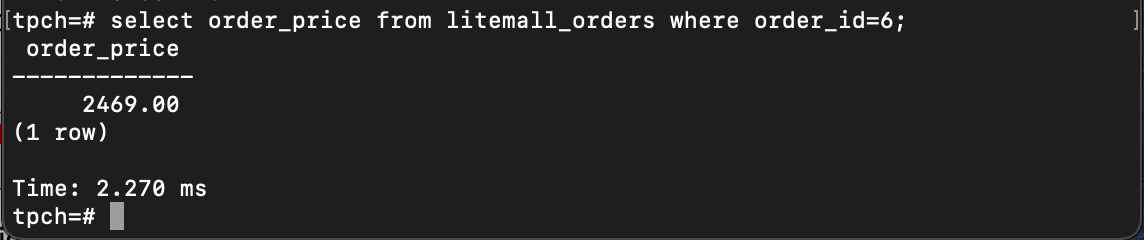 [tpch=# select order_price from litemall_orders where order_id=6; ]
 order_price
-------------
     2469.00
(1 row)

Time: 2.270 ms
tpch=#